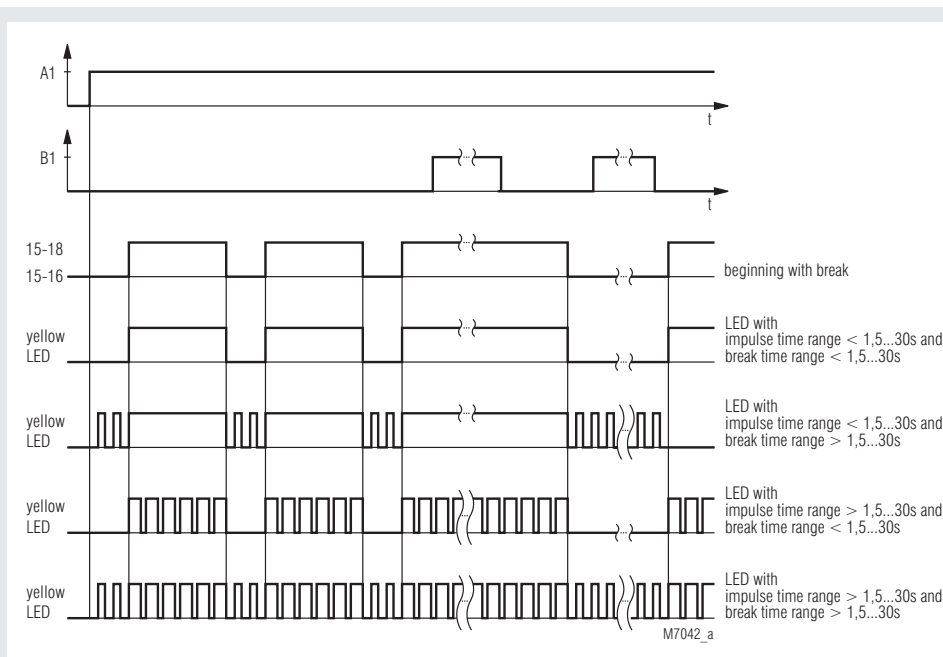 A1
t
B1
t
15-18
15-16
beginning with break
yellow
LED
LED with
impulse time range < 1,5...30s and
break time range < 1,5...30s
yellow
LED
LED with
impulse time range < 1,5...30s and
break time range > 1,5...30s
yellow
LED
LED with
impulse time range > 1,5...30s and
break time range < 1,5...30s
yellow
LED
LED with
impulse time range > 1,5...30s and
break time range > 1,5...30s
M7042_a